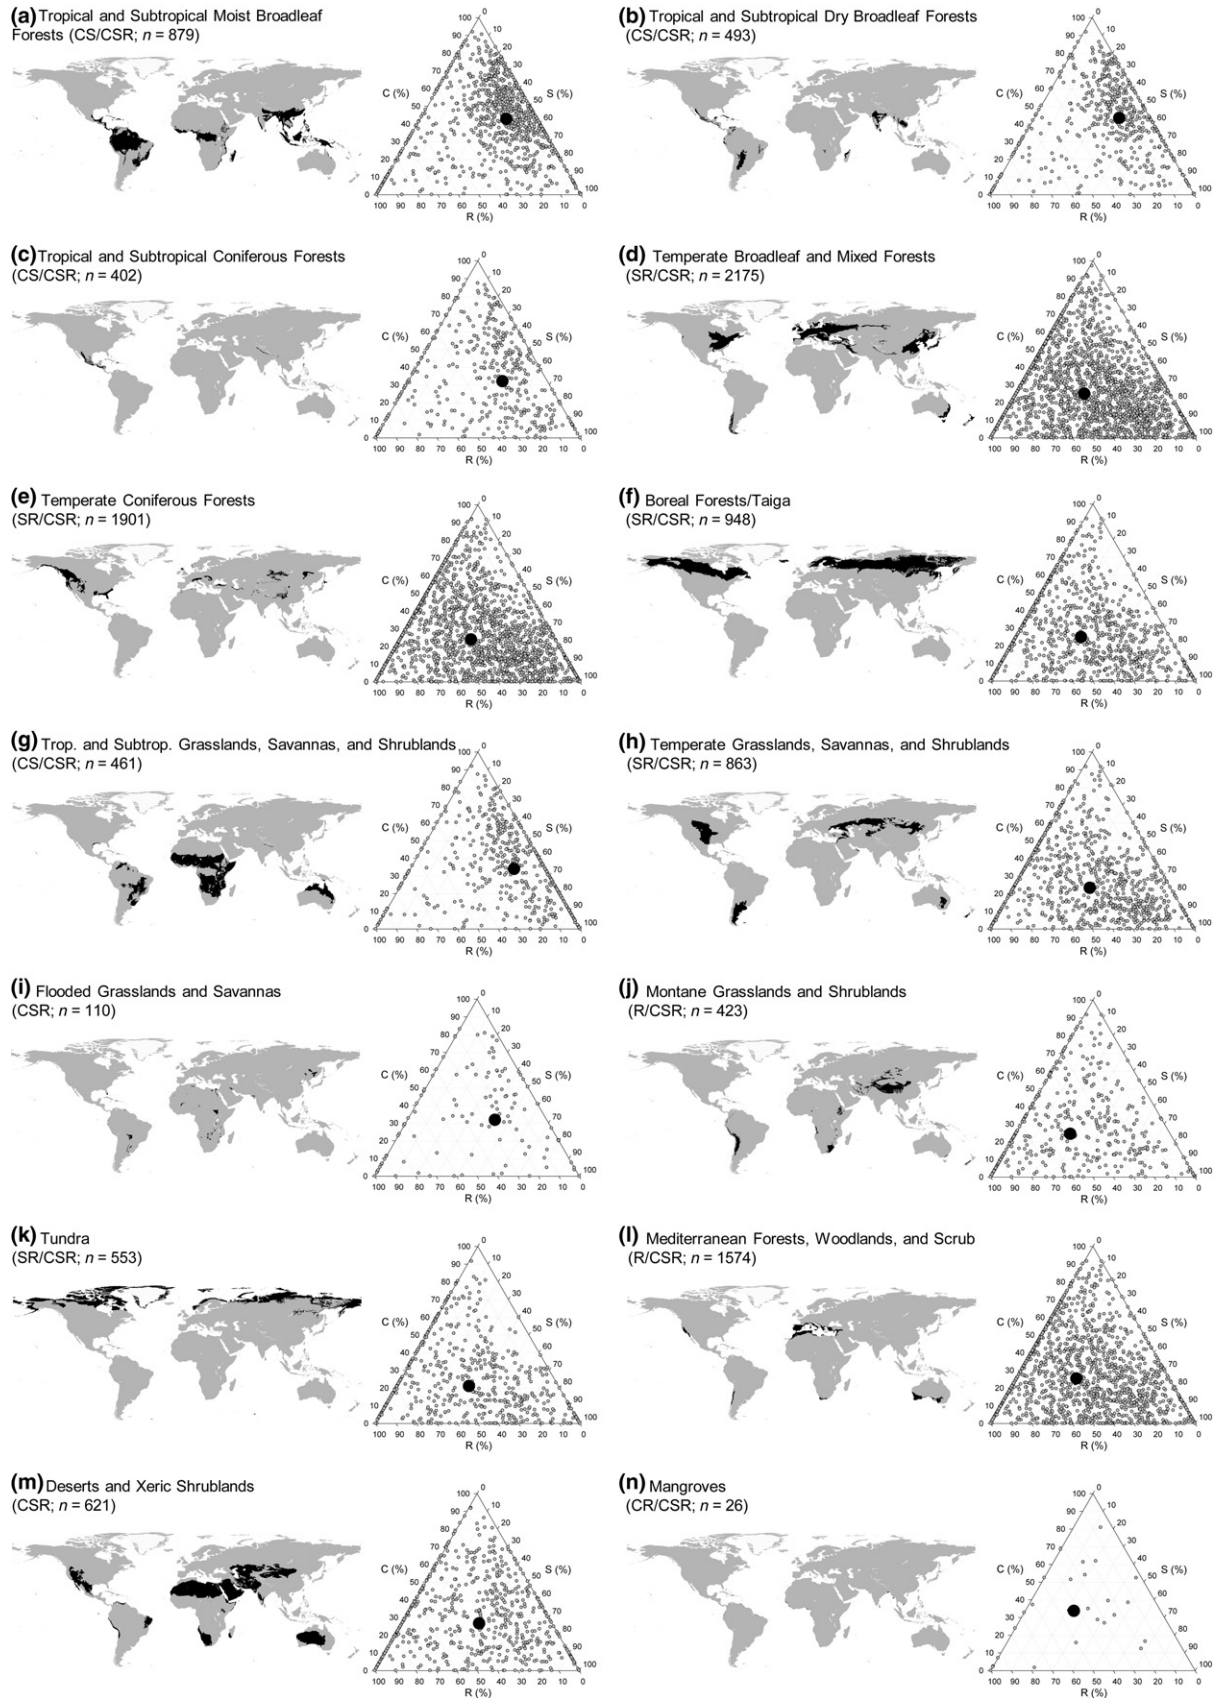 (a) Tropical and Subtropical Moist Broadleaf
Forests (CS/CSR; n = 879)
C (%)
S (%)
R (%)
(b) Tropical and Subtropical Dry Broadleaf Forests
(CS/CSR; n = 493)
C (%)
S (%)
R (%)
(c) Tropical and Subtropical Coniferous Forests
(CS/CSR; n = 402)
C (%)
S (%)
R (%)
(d) Temperate Broadleaf and Mixed Forests
(SR/CSR; n = 2175)
C (%)
S (%)
R (%)
(e) Temperate Coniferous Forests
(SR/CSR; n = 1901)
C (%)
S (%)
R (%)
(f) Boreal Forests/Taiga
(SR/CSR; n = 948)
C (%)
S (%)
R (%)
(g) Trop. and Subtrop. Grasslands, Savannas, and Shrublands
(CS/CSR; n = 461)
C (%)
S (%)
R (%)
(h) Temperate Grasslands, Savannas, and Shrublands
(SR/CSR; n = 863)
C (%)
S (%)
R (%)
(i) Flooded Grasslands and Savannas
(CSR; n = 110)
C (%)
S (%)
R (%)
(j) Montane Grasslands and Shrublands
(R/CSR; n = 423)
C (%)
S (%)
R (%)
(k) Tundra
(SR/CSR; n = 553)
C (%)
S (%)
R (%)
(l) Mediterranean Forests, Woodlands, and Scrub
(R/CSR; n = 1574)
C (%)
S (%)
R (%)
(m) Deserts and Xeric Shrublands
(CSR; n = 621)
C (%)
S (%)
R (%)
(n) Mangroves
(CR/CSR; n = 26)
C (%)
S (%)
R (%)
100 90 80 70 60 50 40 30 20 10 0